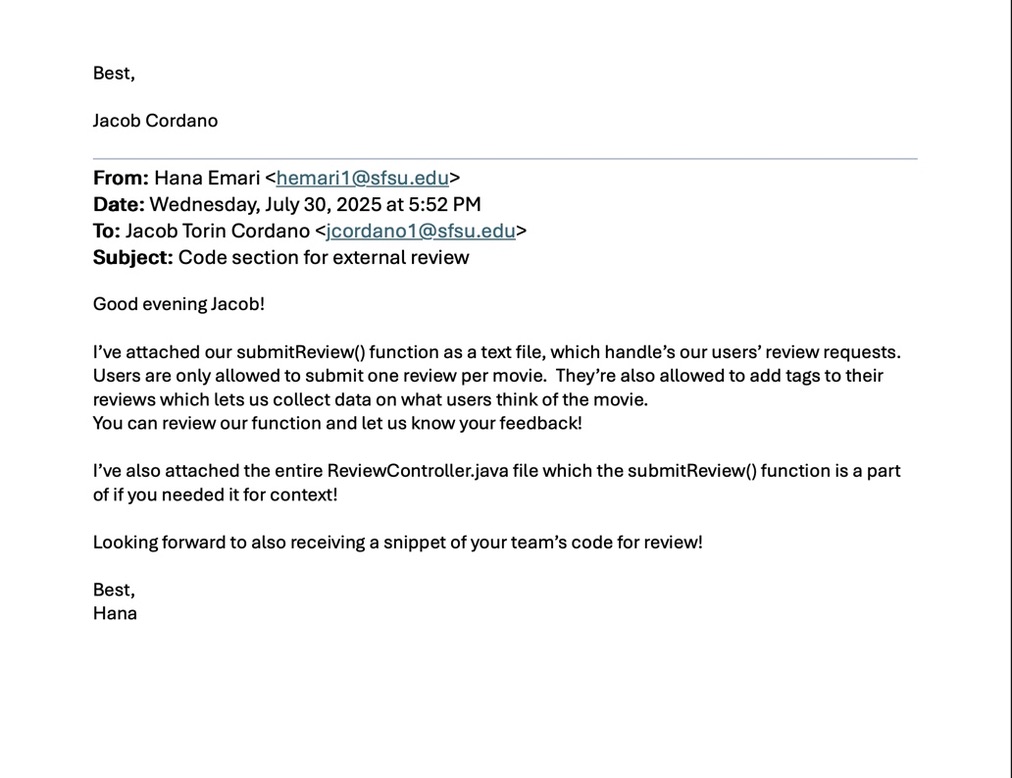 Best,
Jacob Cordano
From: Hana Emari <hemari1@sfsu.edu>
Date: Wednesday, July 30, 2025 at 5:52 PM
To: Jacob Torin Cordano <jcordano1@sfsu.edu>
Subject: Code section for external review
Good evening Jacob!
I’ve attached our submitReview() function as a text file, which handle’s our users’ review requests.
Users are only allowed to submit one review per movie.  They’re also allowed to add tags to their
reviews which lets us collect data on what users think of the movie.
You can review our function and let us know your feedback!
I’ve also attached the entire ReviewController.java file which the submitReview() function is a part
of if you needed it for context!
Looking forward to also receiving a snippet of your team’s code for review!
Best,
Hana